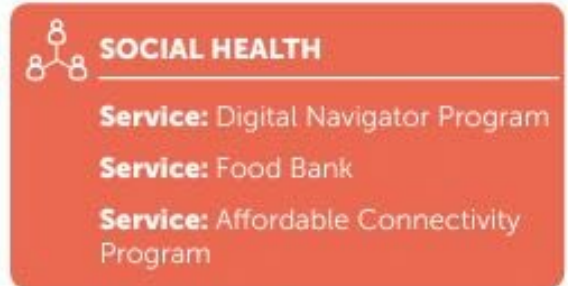 SOCIAL HEALTH
Service: Digital Navigator Program
Service: Food Bank
Service: Affordable Connectivity
Program